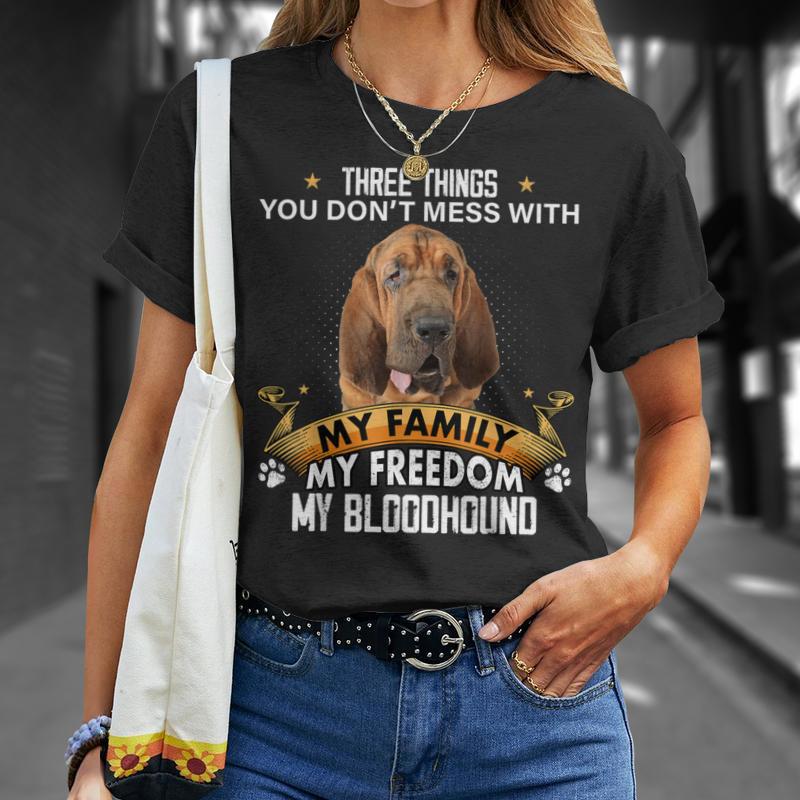 THREE THINGS
YOU DON'T MESS WITH
MY FAMILY
MY FREEDOM
MY BLOODHOUND